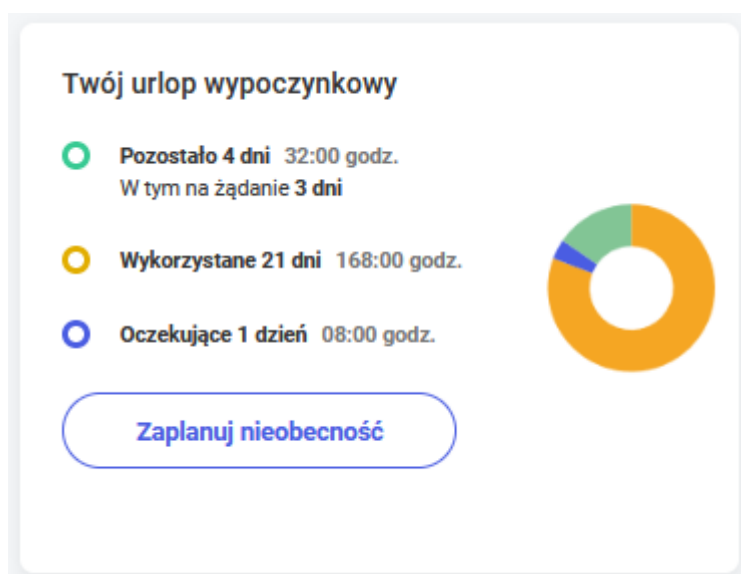 Twój urlop wypoczynkowy
Pozostało 4 dni 32:00 godz.
W tym na żądanie 3 dni
Wykorzystane 21 dni 168:00 godz.
Oczekujące 1 dzień 08:00 godz.
Zaplanuj nieobecność